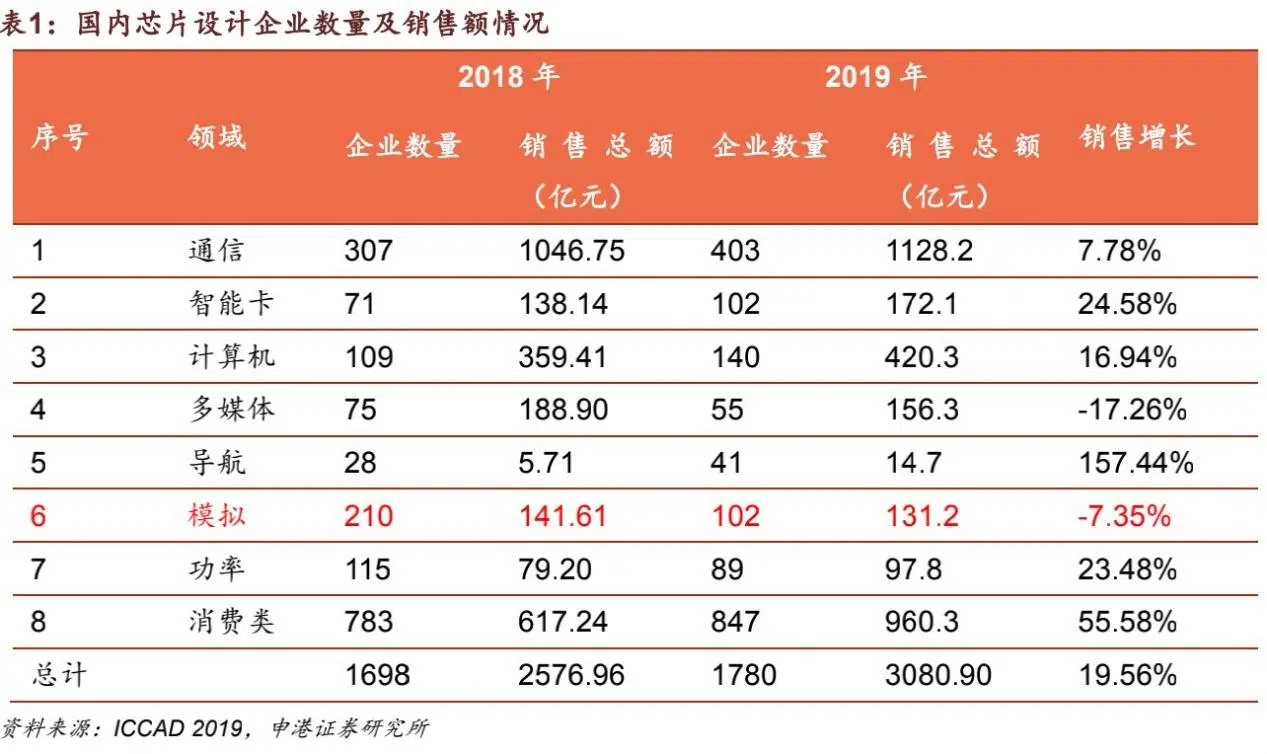 表1：国内芯片设计企业数量及销售额情况
2018 年 2019 年
序号 领域 企业数量 销售总额 企业数量 销售总额 销售增长
（亿元） （亿元）
1 通信 307 1046.75 403 1128.2 7.78%
2 智能卡 71 138.14 102 172.1 24.58%
3 计算机 109 359.41 140 420.3 16.94%
4 多媒体 75 188.90 55 156.3 -17.26%
5 导航 28 5.71 41 14.7 157.44%
6 模拟 210 141.61 102 131.2 -7.35%
7 功率 115 79.20 89 97.8 23.48%
8 消费类 783 617.24 847 960.3 55.58%
总计 1698 2576.96 1780 3080.90 19.56%
资料来源：ICCAD 2019，申港证券研究所